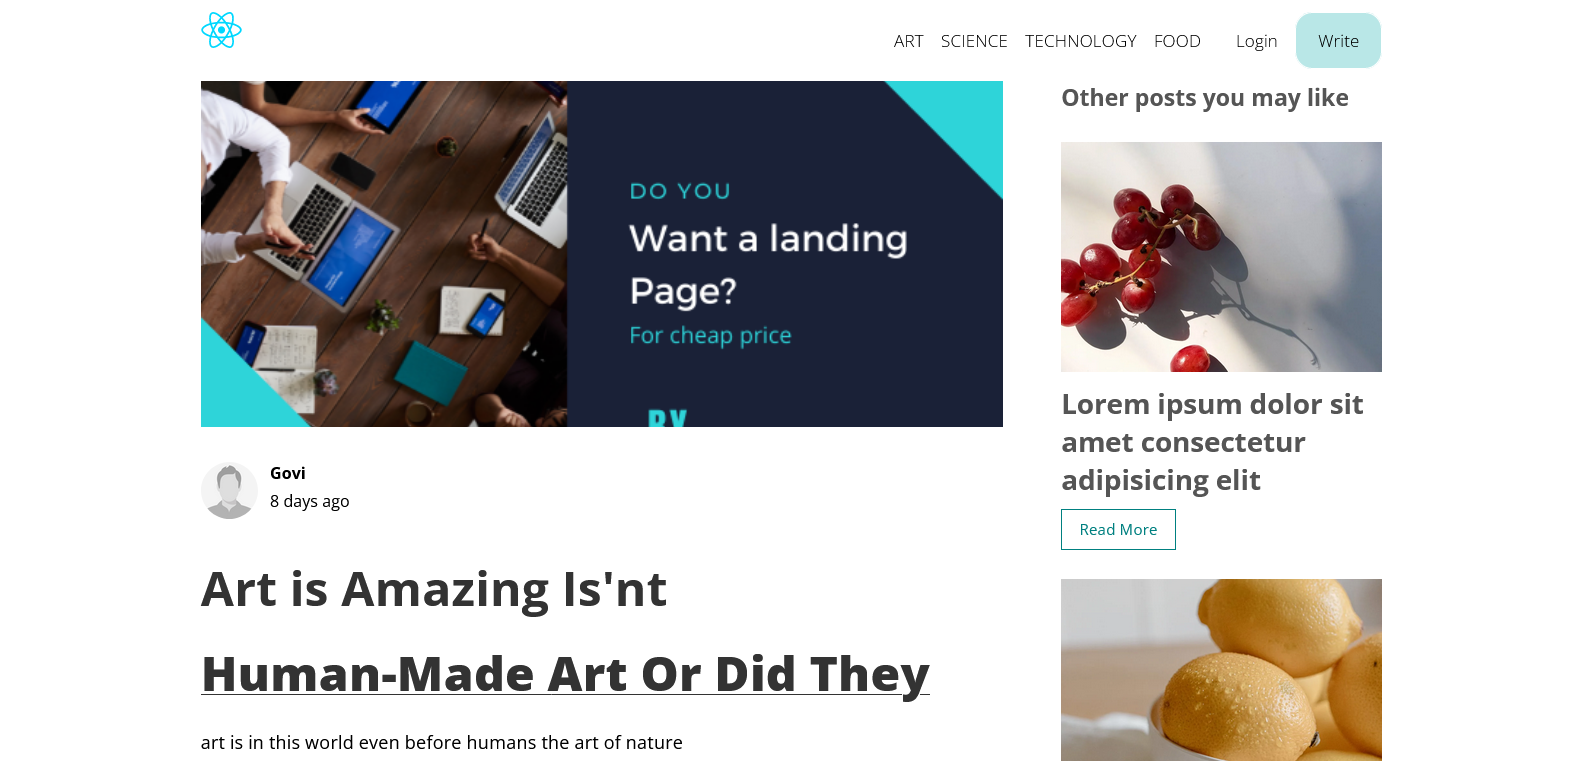 ART SCIENCE TECHNOLOGY FOOD Login Write
DO YOU
Want a landing
Page?
For cheap price
Govi
8 days ago
Art is Amazing Is'nt
Human-Made Art Or Did They
art is in this world even before humans the art of nature
Other posts you may like
Lorem ipsum dolor sit
amet consectetur
adipisicing elit
Read More